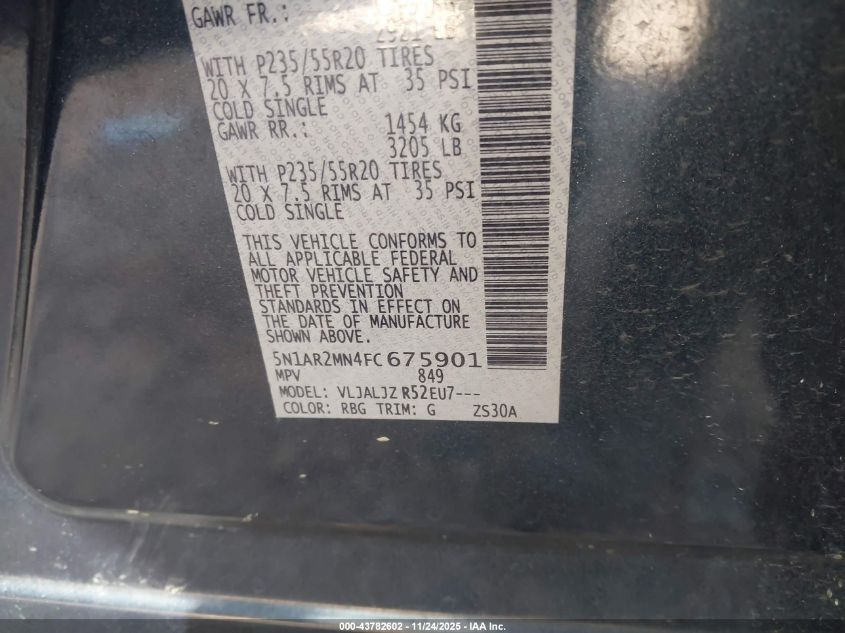 GAWR FR.:
2921 LB
WITH P235/55R20 TIRES
20 X 7.5 RIMS AT 35 PSI
COLD SINGLE
GAWR RR.: 1454 KG
3205 LB
WITH P235/55R20 TIRES
20 X 7.5 RIMS AT 35 PSI
COLD SINGLE
THIS VEHICLE CONFORMS TO
ALL APPLICABLE FEDERAL
MOTOR VEHICLE SAFETY AND
THEFT PREVENTION
STANDARDS IN EFFECT ON
THE DATE OF MANUFACTURE
SHOWN ABOVE.
5N1AR2MN4FC675901
MPV 849
MODEL: VLJALJZ R52EU7---
COLOR: RBG TRIM: G ZS30A
000-43782602 - 11/24/2025 - IAA Inc.